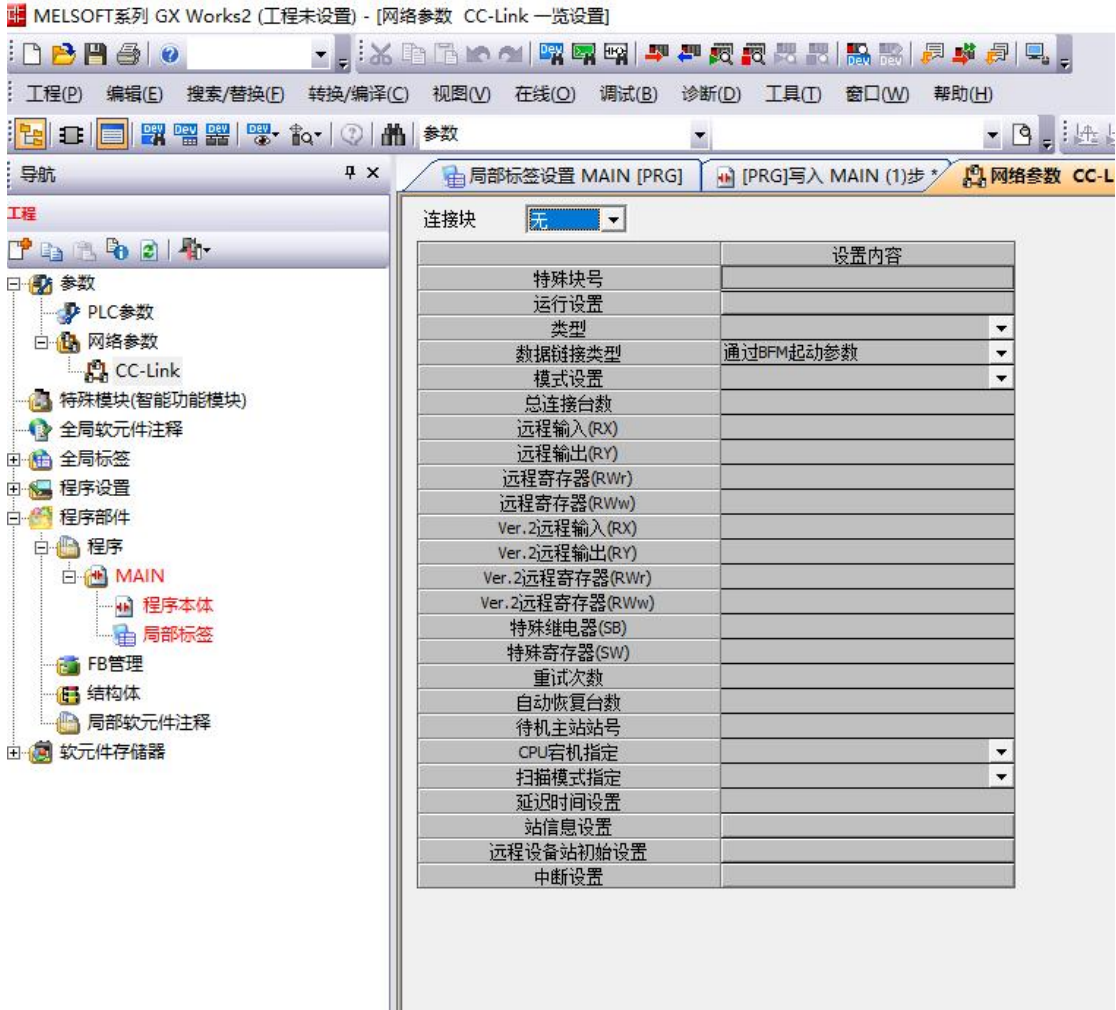 MELSOFT系列 GX Works2 (工程未设置) - [网络参数 CC-Link 一览设置]
工程(P) 编辑(E) 搜索/替换(F) 转换/编译(C) 视图(V) 在线(O) 调试(B) 诊断(D) 工具(T) 窗口(W) 帮助(H)
参数
导航
局部标签设置 MAIN [PRG]
[PRG]写入 MAIN (1)步 *
网络参数 CC-L
工程
参数
PLC参数
网络参数
CC-Link
特殊模块(智能功能模块)
全局软元件注释
全局标签
程序设置
程序部件
程序
MAIN
程序本体
局部标签
FB管理
结构体
局部软元件注释
软元件存储器
连接块 无
设置内容
特殊块号
运行设置
类型
数据链接类型 通过BFM起动参数
模式设置
总连接台数
远程输入(RX)
远程输出(RY)
远程寄存器(RWr)
远程寄存器(RWw)
Ver.2远程输入(RX)
Ver.2远程输出(RY)
Ver.2远程寄存器(RWr)
Ver.2远程寄存器(RWw)
特殊继电器(SB)
特殊寄存器(SW)
重试次数
自动恢复台数
待机主站站号
CPU宕机指定
扫描模式指定
延迟时间设置
站信息设置
远程设备站初始设置
中断设置